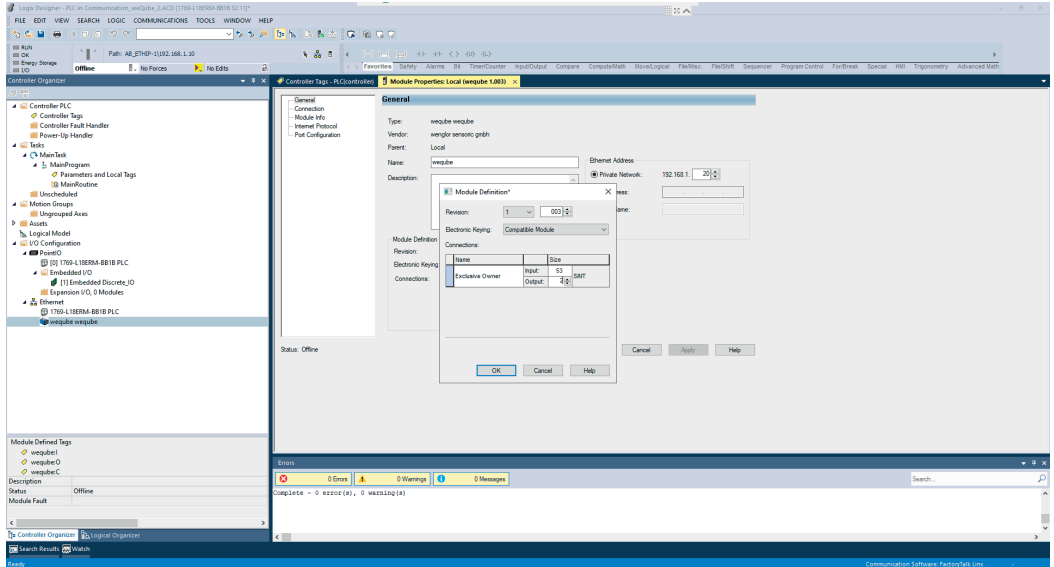 Logix Designer - PLC in Communication_weQube_2.ACD [1769-L18ERM-BB1B 32.11]*
FILE EDIT VIEW SEARCH LOGIC COMMUNICATIONS TOOLS WINDOW HELP
RUN
OK
Energy Storage
I/O
Path: AB_ETHIP-1\192.168.1.10
Offline
No Forces
No Edits
Favorites Safety Alarms Bit Timer/Counter Input/Output Compare Compute/Math Move/Logical File/Misc. File/Shift Sequencer Program Control For/Break Special HMI Trigonometry Advanced Math
Controller Organizer
Controller PLC
Controller Tags
Controller Fault Handler
Power-Up Handler
Tasks
MainTask
MainProgram
Parameters and Local Tags
MainRoutine
Unscheduled
Motion Groups
Ungrouped Axes
Assets
Logical Model
I/O Configuration
PointIO
[0] 1769-L18ERM-BB1B PLC
Embedded I/O
[1] Embedded Discrete_IO
Expansion I/O, 0 Modules
Ethernet
1769-L18ERM-BB1B PLC
weqube weqube
Module Defined Tags
weqube:I
weqube:O
weqube:C
Description
Status Offline
Module Fault
Controller Organizer
Logical Organizer
Search Results
Watch
Ready
Controller Tags - PLC(controller)
Module Properties: Local (weqube 1.003) ×
General
Connection
Module Info
Internet Protocol
Port Configuration
General
Type: weqube weqube
Vendor: wenglor sensoric gmbh
Parent: Local
Name: weqube
Description:
Ethernet Address
Private Network: 192.168.1. 20
Module Definition
Revision:
Electronic Keying:
Connections:
Status: Offline
Cancel Apply Help
Module Definition*
Revision: 1 003
Electronic Keying: Compatible Module
Connections:
Name Size
Exclusive Owner
Input: 53
Output:
SINT
OK Cancel Help
Errors
0 Errors
0 Warnings
0 Messages
Search...
Complete - 0 error(s), 0 warning(s)
Communication Software: FactoryTalk Linx